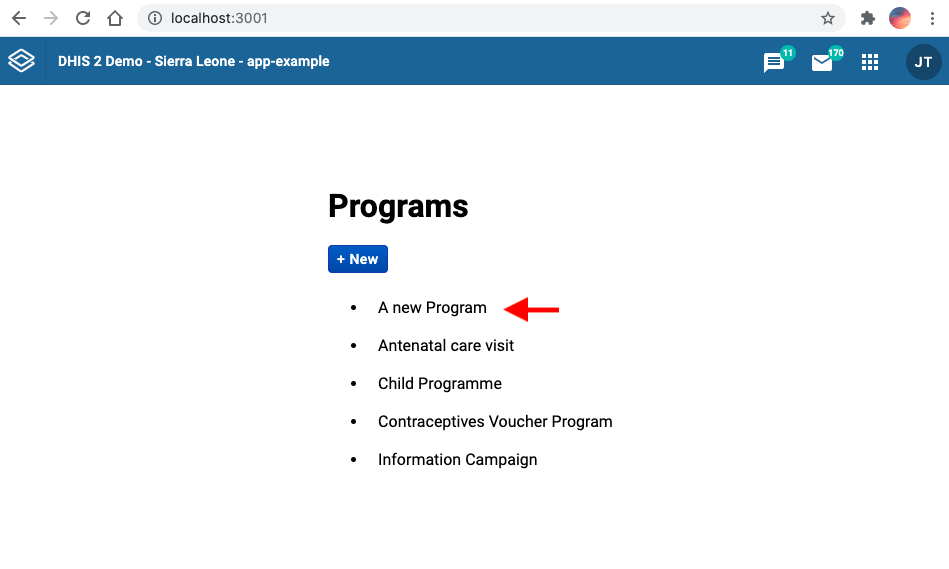 localhost:3001
DHIS 2 Demo - Sierra Leone - app-example
11
170
JT
Programs
+ New
• A new Program
• Antenatal care visit
• Child Programme
• Contraceptives Voucher Program
• Information Campaign